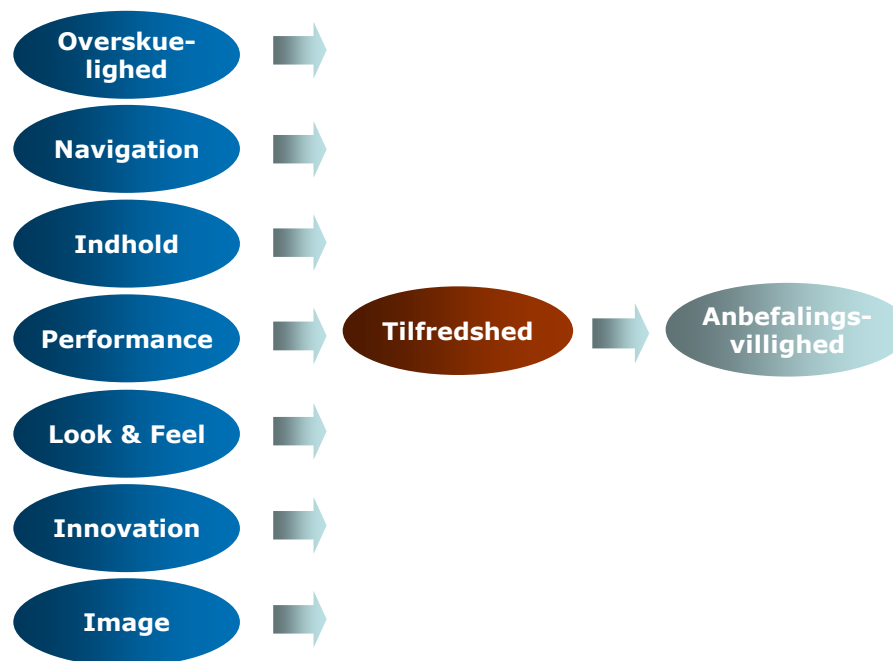 Overskue-
lighed
Navigation
Indhold
Performance
Look & Feel
Innovation
Image
Tilfredshed
Anbefalings-
villighed